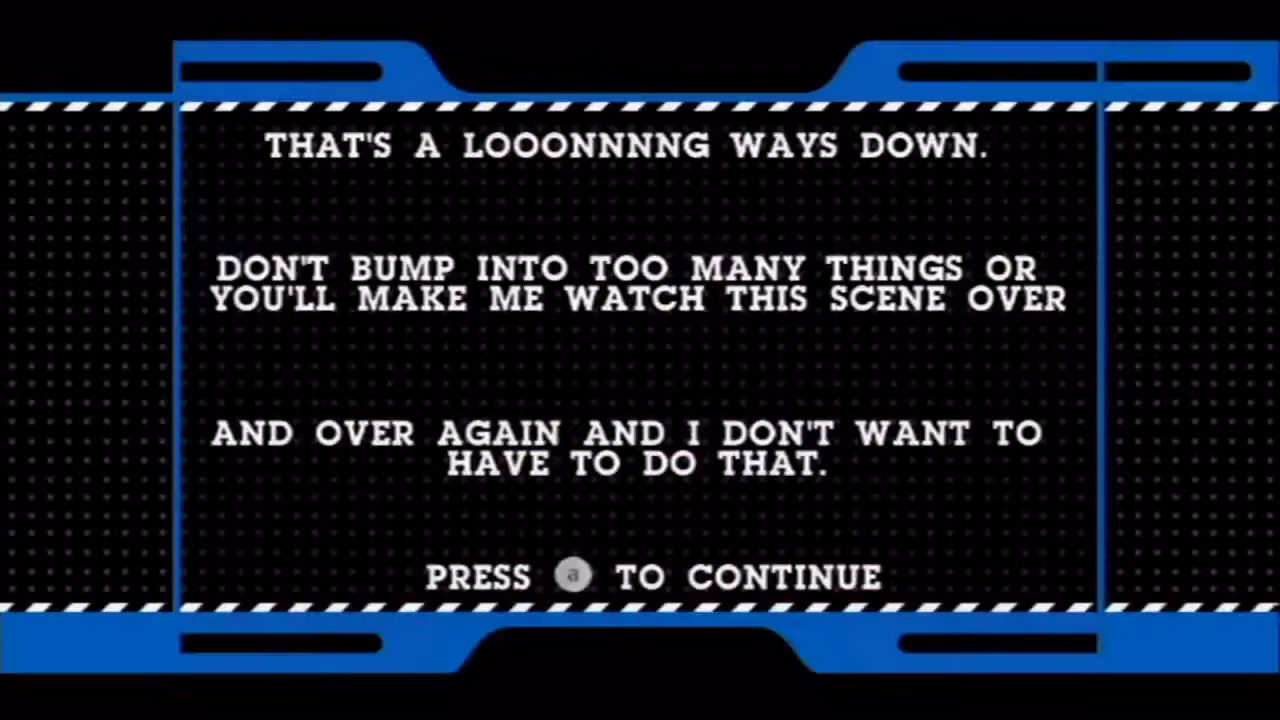 THAT'S A LOOONNNNG WAYS DOWN.
DON'T BUMP INTO TOO MANY THINGS OR
YOU'LL MAKE ME WATCH THIS SCENE OVER
AND OVER AGAIN AND I DON'T WANT TO
HAVE TO DO THAT.
PRESS a TO CONTINUE